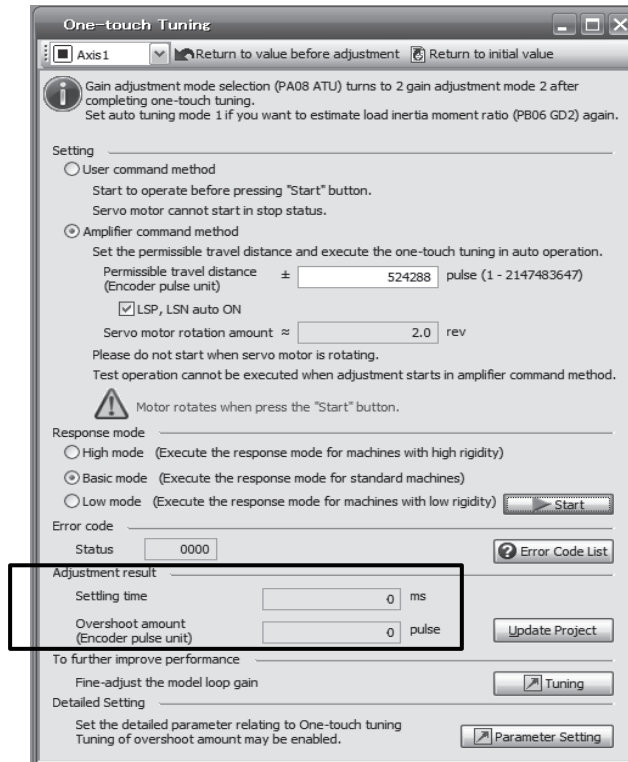 One-touch Tuning
Axis1 Return to value before adjustment Return to initial value
Gain adjustment mode selection (PA08 ATU) turns to 2 gain adjustment mode 2 after
completing one-touch tuning.
Set auto tuning mode 1 if you want to estimate load inertia moment ratio (PB06 GD2) again.
Setting
User command method
Start to operate before pressing "Start" button.
Servo motor cannot start in stop status.
Amplifier command method
Set the permissible travel distance and execute the one-touch tuning in auto operation.
Permissible travel distance ± 524288 pulse (1 - 2147483647)
(Encoder pulse unit)
LSP, LSN auto ON
Servo motor rotation amount ≈ 2.0 rev
Please do not start when servo motor is rotating.
Test operation cannot be executed when adjustment starts in amplifier command method.
Motor rotates when press the "Start" button.
Response mode
High mode (Execute the response mode for machines with high rigidity)
Basic mode (Execute the response mode for standard machines)
Low mode (Execute the response mode for machines with low rigidity) Start
Error code
Status 0000 Error Code List
Adjustment result
Settling time 0 ms
Overshoot amount 0 pulse Update Project
(Encoder pulse unit)
To further improve performance
Fine-adjust the model loop gain Tuning
Detailed Setting
Set the detailed parameter relating to One-touch tuning
Tuning of overshoot amount may be enabled. Parameter Setting